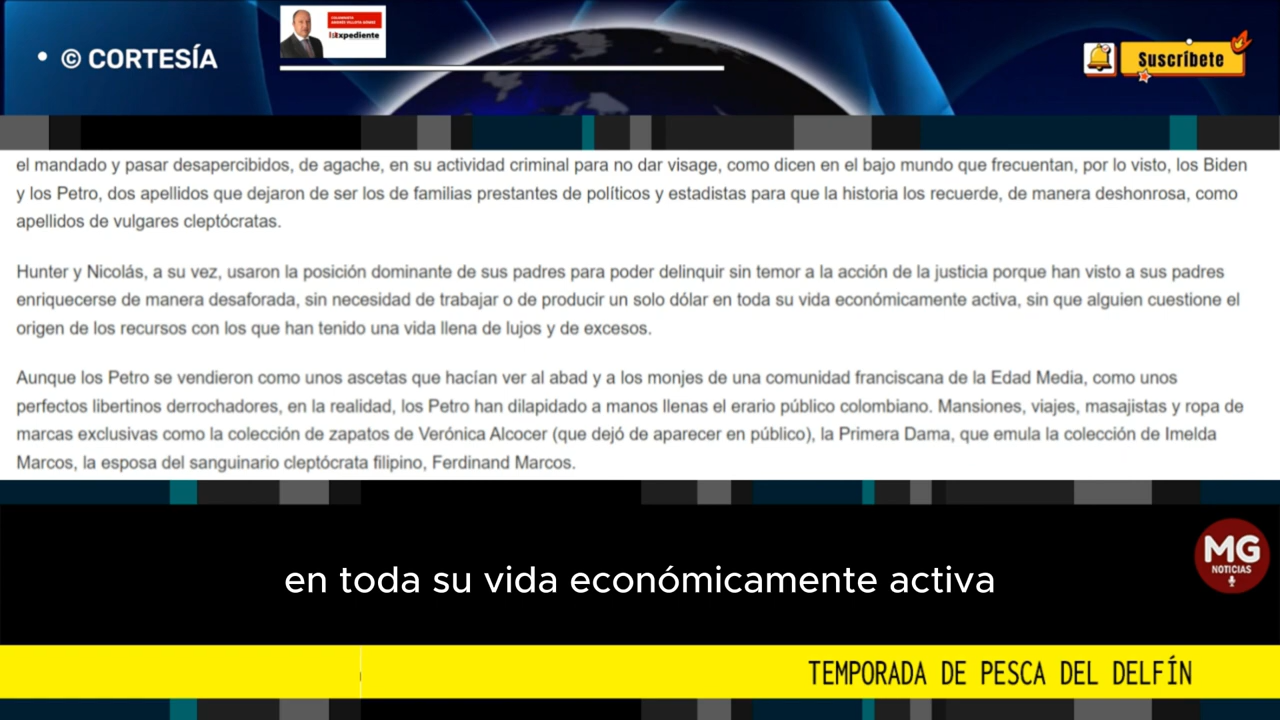 • © CORTESÍA
Expediente
Suscríbete
el mandado y pasar desapercibidos, de agache, en su actividad criminal para no dar visage, como dicen en el bajo mundo que frecuentan, por lo visto, los Biden
y los Petro, dos apellidos que dejaron de ser los de familias prestantes de políticos y estadistas para que la historia los recuerde, de manera deshonrosa, como
apellidos de vulgares cleptócratas.
Hunter y Nicolás, a su vez, usaron la posición dominante de sus padres para poder delinquir sin temor a la acción de la justicia porque han visto a sus padres
enriquecerse de manera desaforada, sin necesidad de trabajar o de producir un solo dólar en toda su vida económicamente activa, sin que alguien cuestione el
origen de los recursos con los que han tenido una vida llena de lujos y de excesos.
Aunque los Petro se vendieron como unos ascetas que hacían ver al abad y a los monjes de una comunidad franciscana de la Edad Media, como unos
perfectos libertinos derrochadores, en la realidad, los Petro han dilapidado a manos llenas el erario público colombiano. Mansiones, viajes, masajistas y ropa de
marcas exclusivas como la colección de zapatos de Verónica Alcocer (que dejó de aparecer en público), la Primera Dama, que emula la colección de Imelda
Marcos, la esposa del sanguinario cleptócrata filipino, Ferdinand Marcos.
en toda su vida económicamente activa
MG
NOTICIAS
TEMPORADA DE PESCA DEL DELFÍN